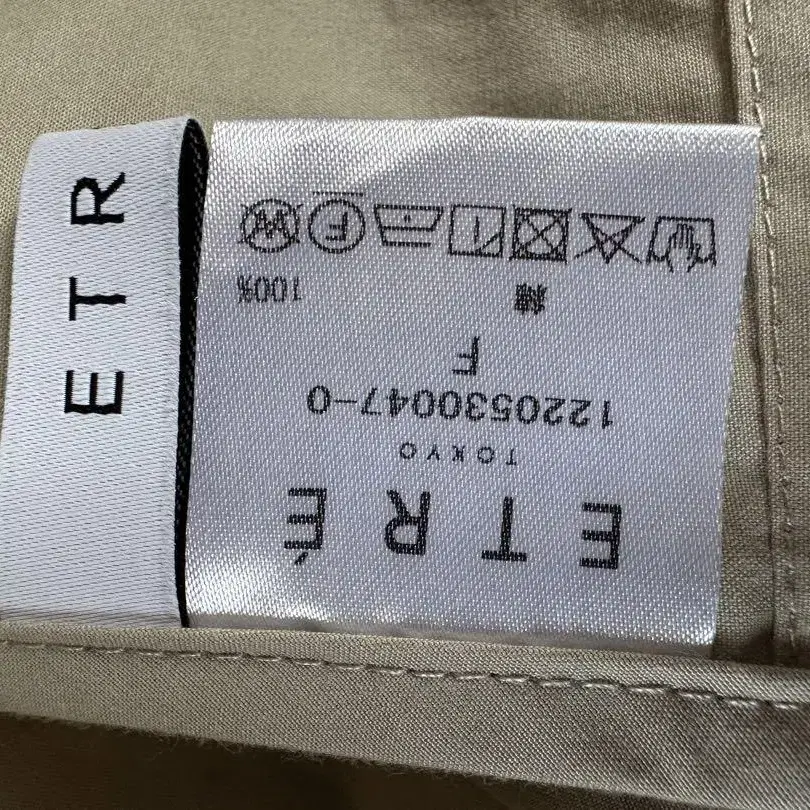 ETRÉ
TOKYO
122053004​7-0
F
綿 100%
ETR